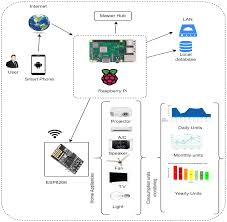 Internet
Master Hub
LAN
Local
database
User
Smart Phone
Raspberry Pi
ESP8266
Home Appliances
Projector
A/C
Speaker
Fan
T.V
Light
Consumption units
monitoring
Daily Units
Monthly units
Yearly Units